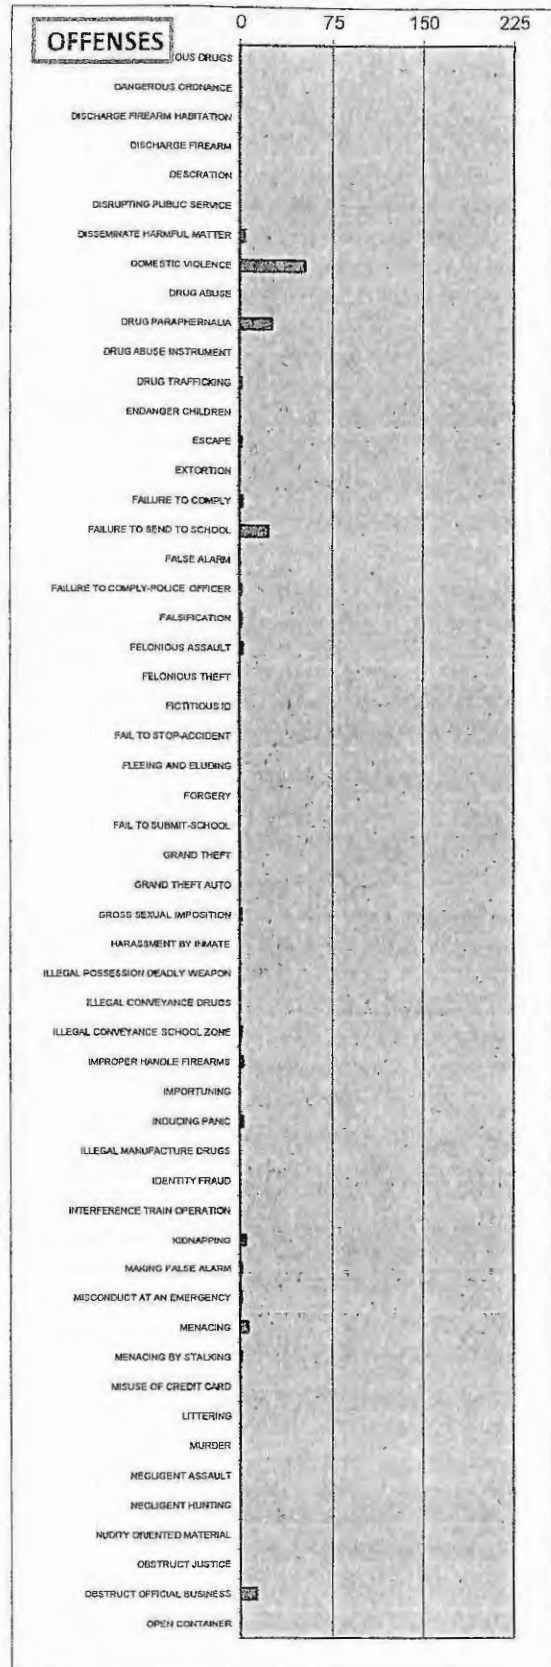 0 75 150 225
OFFENSES
OUS DRUGS
DANGEROUS ORDNANCE
DISCHARGE FIREARM HABITATION
DISCHARGE FIREARM
DESCRATION
DISRUPTING PUBLIC SERVICE
DISSEMINATE HARMFUL MATTER
DOMESTIC VIOLENCE
DRUG ABUSE
DRUG PARAPHERNALIA
DRUG ABUSE INSTRUMENT
DRUG TRAFFICKING
ENDANGER CHILDREN
ESCAPE
EXTORTION
FAILURE TO COMPLY
FAILURE TO SEND TO SCHOOL
FALSE ALARM
FAILURE TO COMPLY-POLICE OFFICER
FALSIFICATION
FELONIOUS ASSAULT
FELONIOUS THEFT
FICTITIOUS ID
FAIL TO STOP-ACCIDENT
FLEEING AND ELUDING
FORGERY
FAIL TO SUBMIT-SCHOOL
GRAND THEFT
GRAND THEFT AUTO
GROSS SEXUAL IMPOSITION
HARASSMENT BY INMATE
ILLEGAL POSSESSION DEADLY WEAPON
ILLEGAL CONVEYANCE DRUGS
ILLEGAL CONVEYANCE SCHOOL ZONE
IMPROPER HANDLE FIREARMS
IMPORTUNING
INDUCING PANIC
ILLEGAL MANUFACTURE DRUGS
IDENTITY FRAUD
INTERFERENCE TRAIN OPERATION
KIDNAPPING
MAKING FALSE ALARM
MISCONDUCT AT AN EMERGENCY
MENACING
MENACING BY STALKING
MISUSE OF CREDIT CARD
LITTERING
MURDER
NEGLIGENT ASSAULT
NEGLIGENT HUNTING
NUDITY ORIENTED MATERIAL
OBSTRUCT JUSTICE
OBSTRUCT OFFICIAL BUSINESS
OPEN CONTAINER